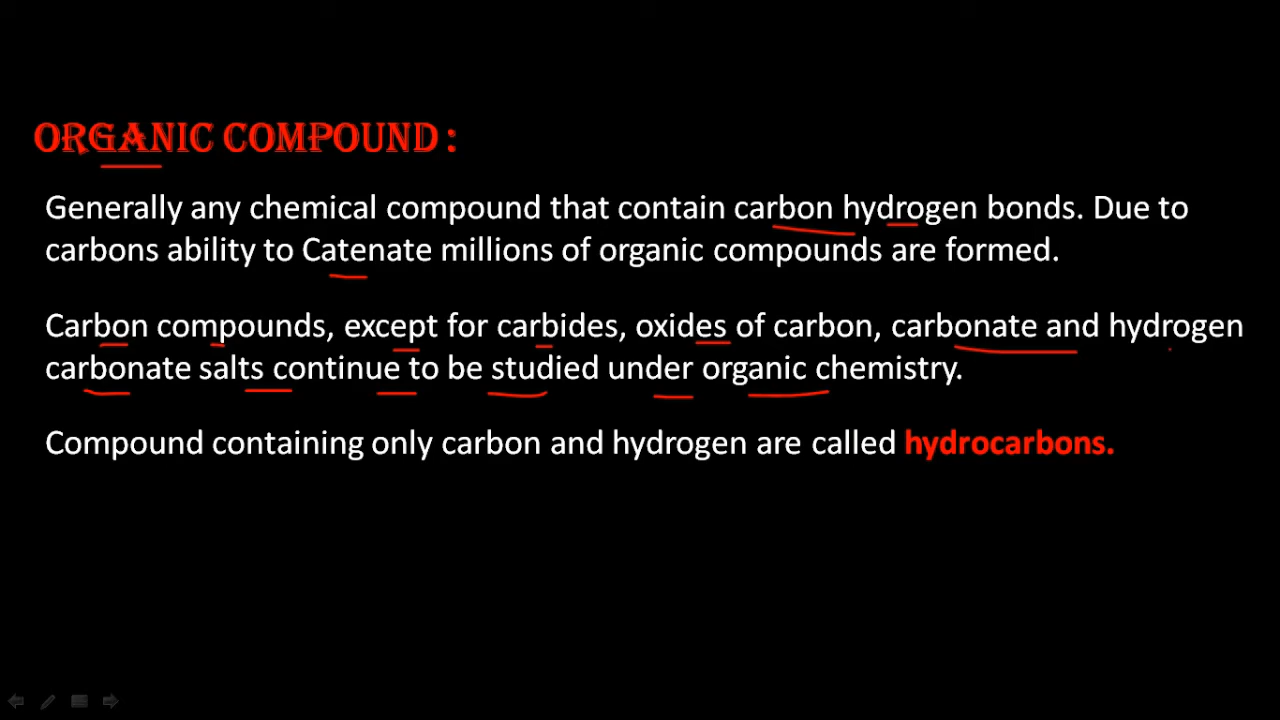 ORGANIC COMPOUND :
Generally any chemical compound that contain carbon hydrogen bonds. Due to
carbons ability to Catenate millions of organic compounds are formed.
Carbon compounds, except for carbides, oxides of carbon, carbonate and hydrogen
carbonate salts continue to be studied under organic chemistry.
Compound containing only carbon and hydrogen are called hydrocarbons.